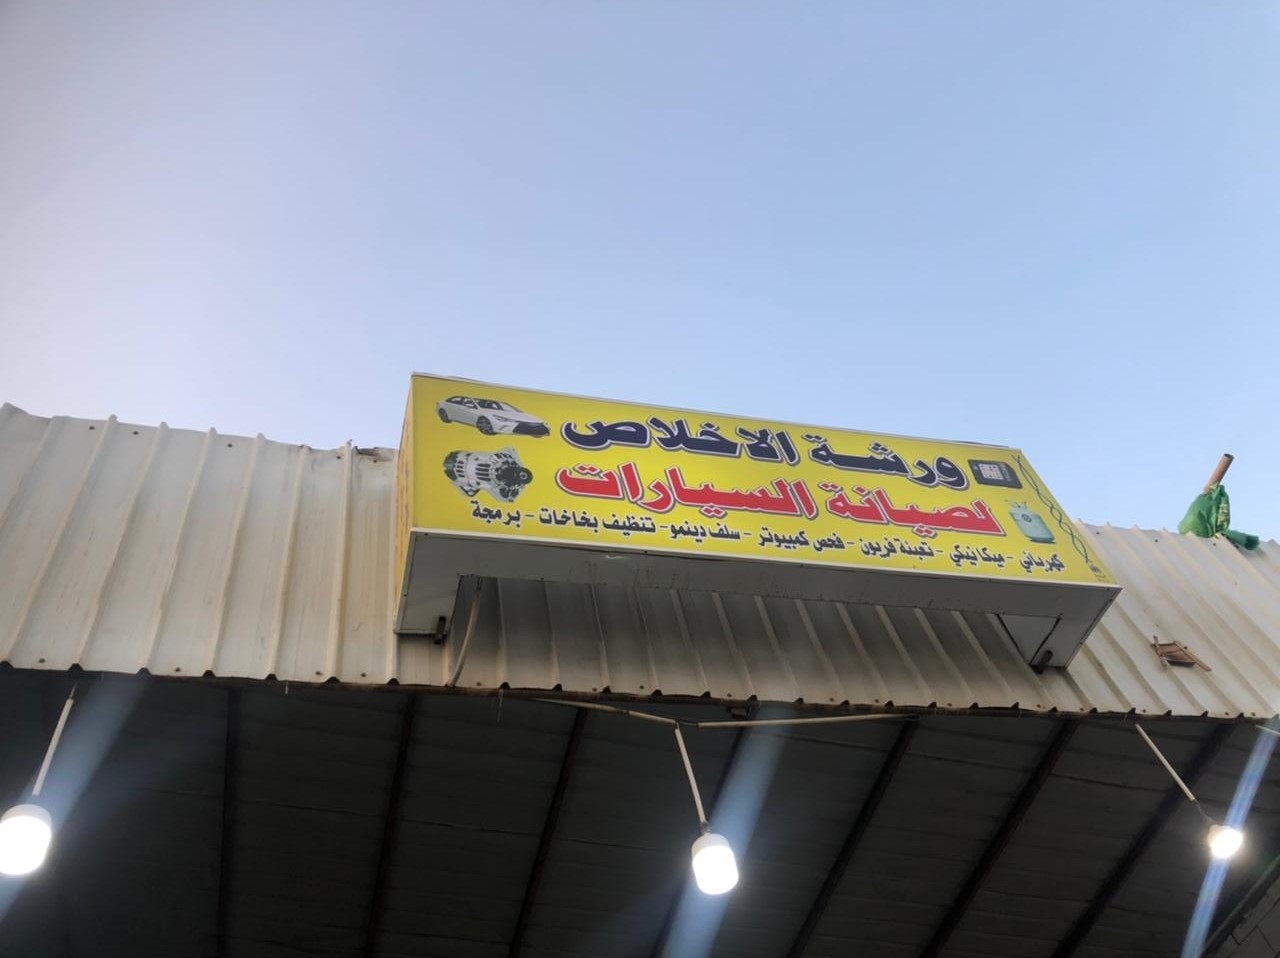 ورشة الاخلاص
لصيانة السيارات
كهربائي - ميكانيكي - تعبئة فريون - فحص كمبيوتر - سلف دينمو - تنظيف بخاخات - برمجة